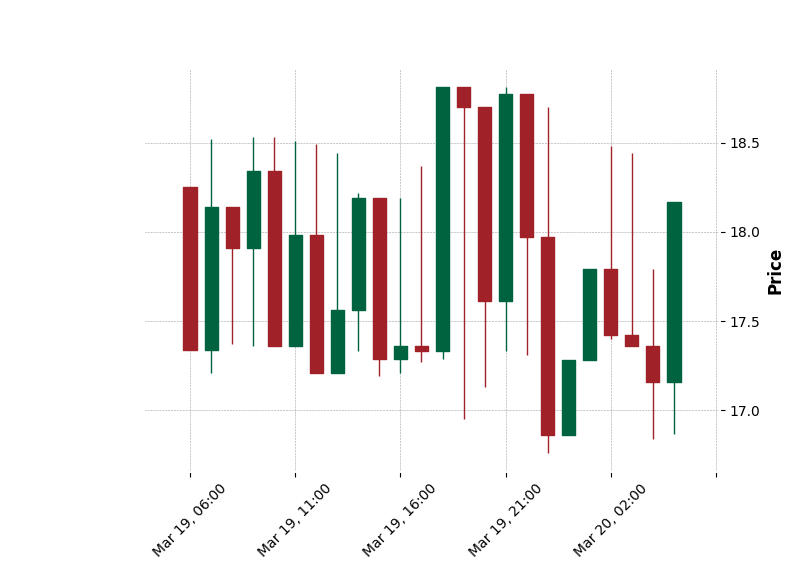 18.5
18.0
17.5
17.0
Price
Mar 19, 06:00
Mar 19, 11:00
Mar 19, 16:00
Mar 19, 21:00
Mar 20, 02:00